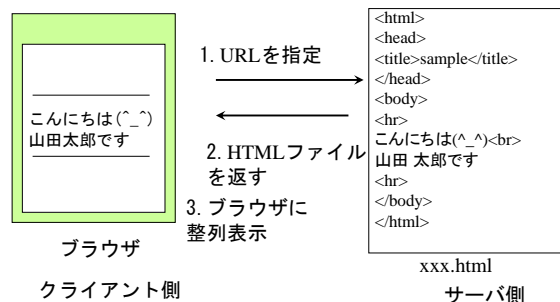 こんにちは(^_^)
山田太郎です
ブラウザ
クライアント側
1. URLを指定
2. HTMLファイル
を返す
3. ブラウザに
整列表示
<html>
<head>
<title>sample</title>
</head>
<body>
<hr>
こんにちは(^_^)<br>
山田 太郎です
<hr>
</body>
</html>
xxx.html
サーバ側